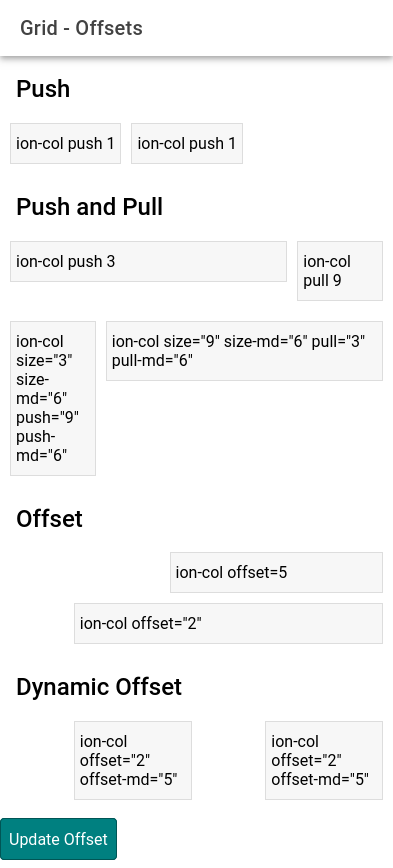 Grid - Offsets
Push
ion-col push 1
ion-col push 1
Push and Pull
ion-col push 3
ion-col
pull 9
ion-col
size="3"
size-
md="6"
push="9"
push-
md="6"
ion-col size="9" size-md="6" pull="3"
pull-md="6"
Offset
ion-col offset=5
ion-col offset="2"
Dynamic Offset
ion-col
offset="2"
offset-md="5"
ion-col
offset="2"
offset-md="5"
Update Offset